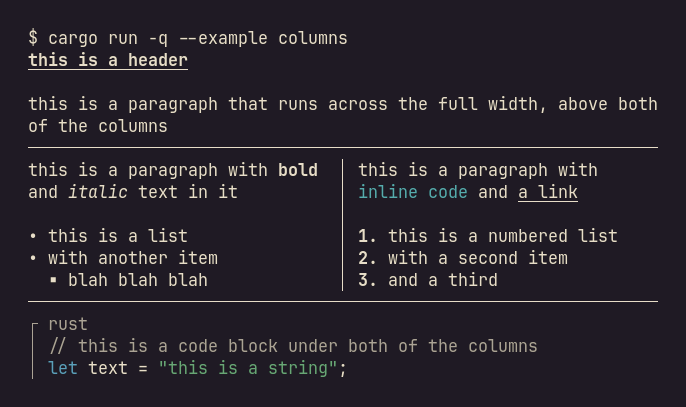 $ cargo run -q --example columns
this is a header
this is a paragraph that runs across the full width, above both
of the columns
this is a paragraph with bold
and italic text in it
• this is a list
• with another item
▪ blah blah blah
this is a paragraph with
inline code and a link
1. this is a numbered list
2. with a second item
3. and a third
rust
// this is a code block under both of the columns
let text = "this is a string";